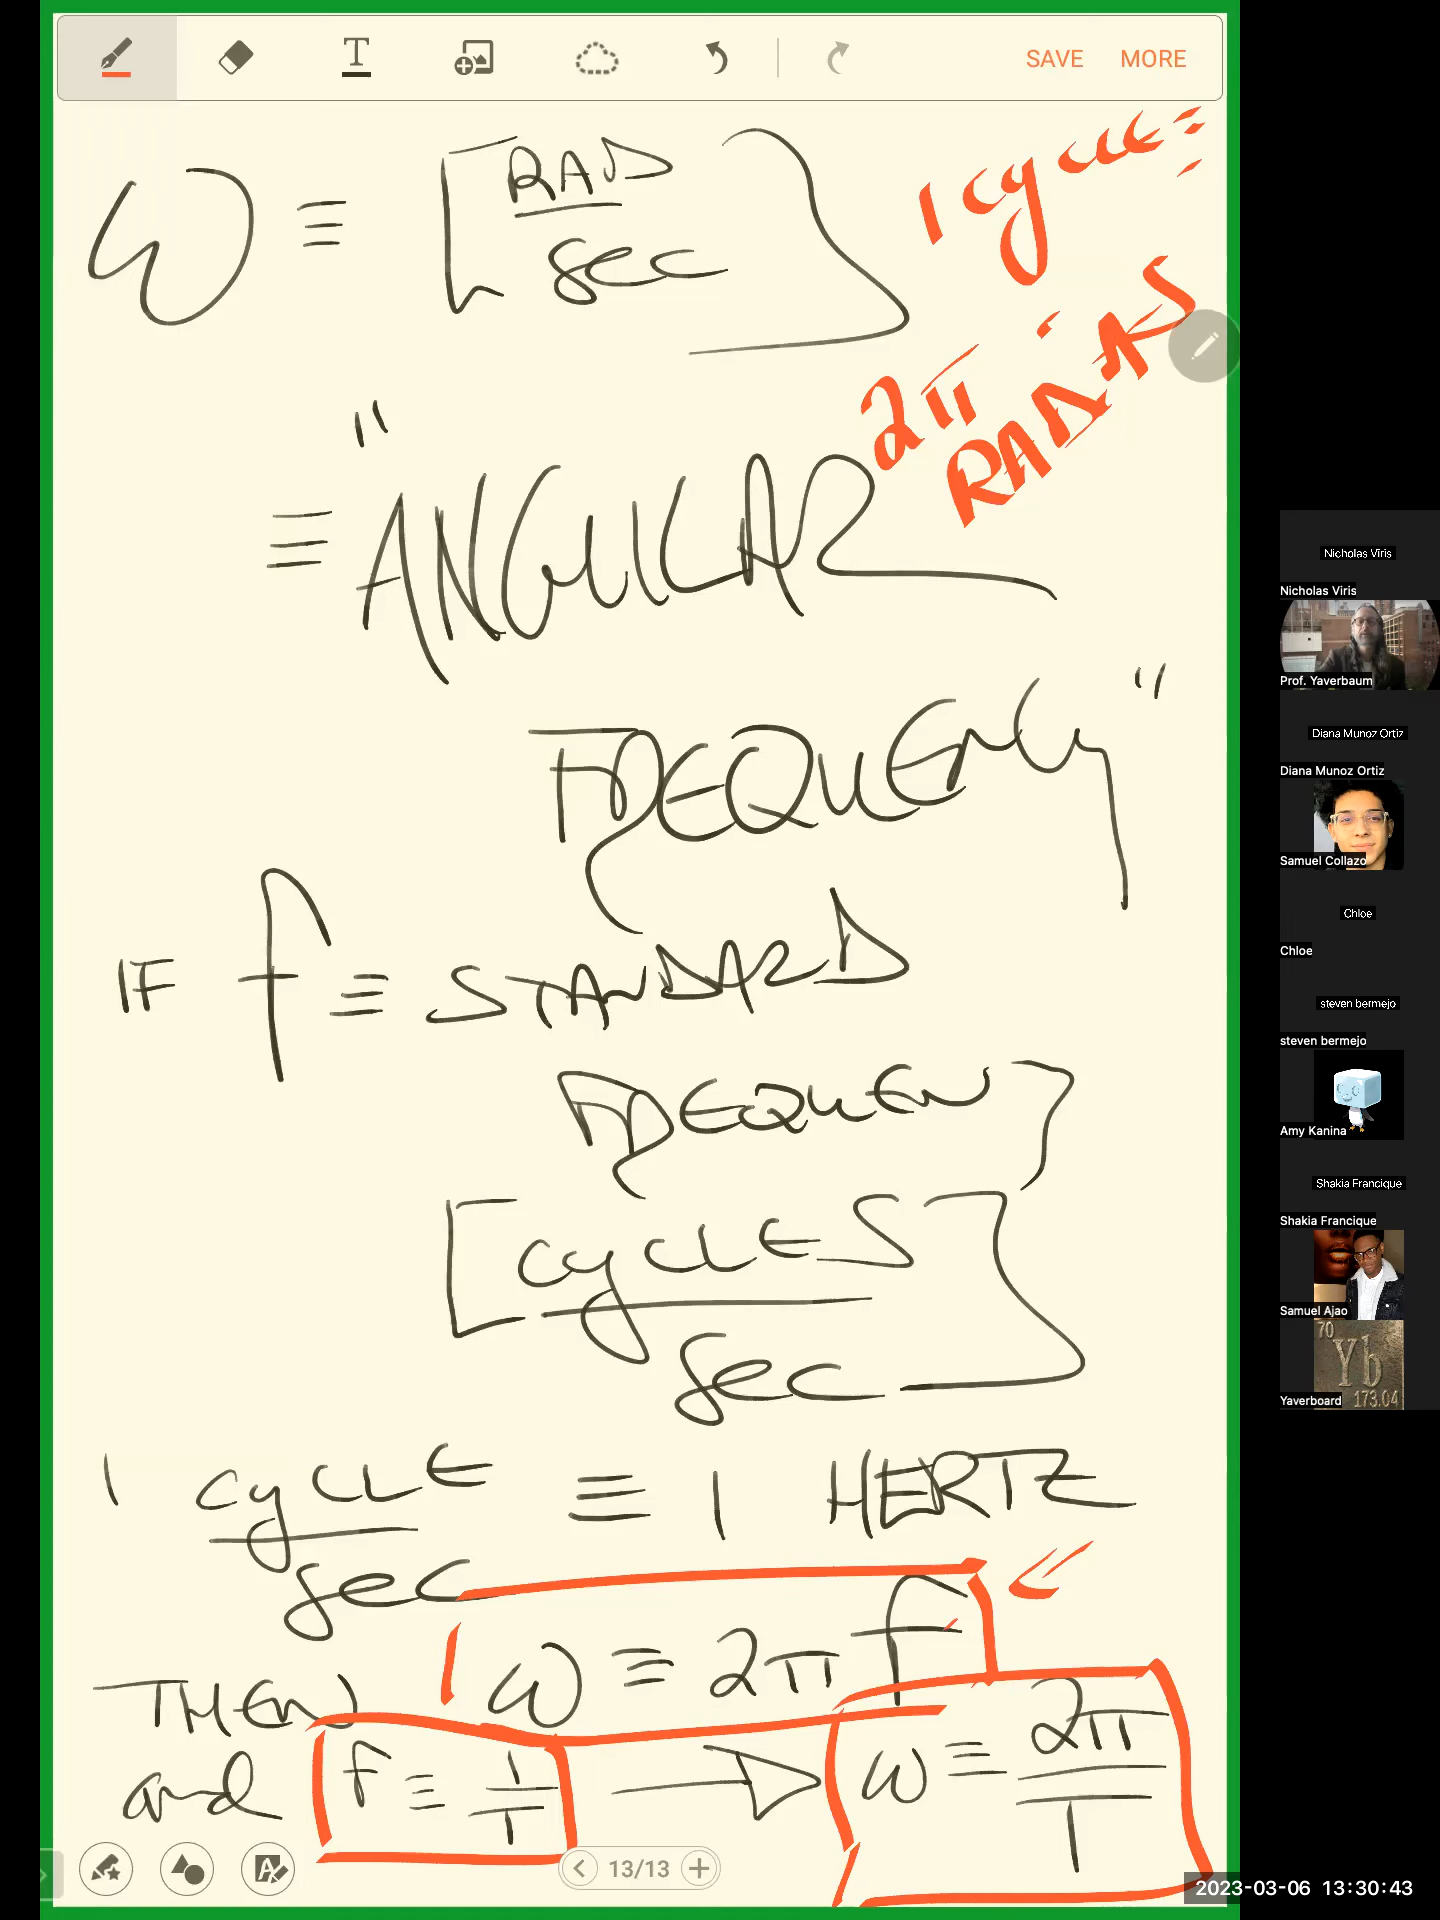 T SAVE MORE
ω ≡ [RAD/sec]
1 cycle =
2π RADIANS
≡ "ANGULAR
FREQUENCY"
IF f ≡ STANDARD
FREQUENCY
[cycLES/sec]
1 cycLE/sec ≡ 1 HERTZ
THEN ω ≡ 2π f
and f ≡ 1/T → ω ≡ 2π/T
13/13
Nicholas Viris
Nicholas Viris
Prof. Yaverbaum
Diana Munoz Ortiz
Diana Munoz Ortiz
Samuel Collazo
Chloe
Chloe
steven bermejo
steven bermejo
Amy Kanina
Shakia Francique
Shakia Francique
Samuel Ajao
70
Yb
Yaverboard 173.04
2023-03-06 13:30:43